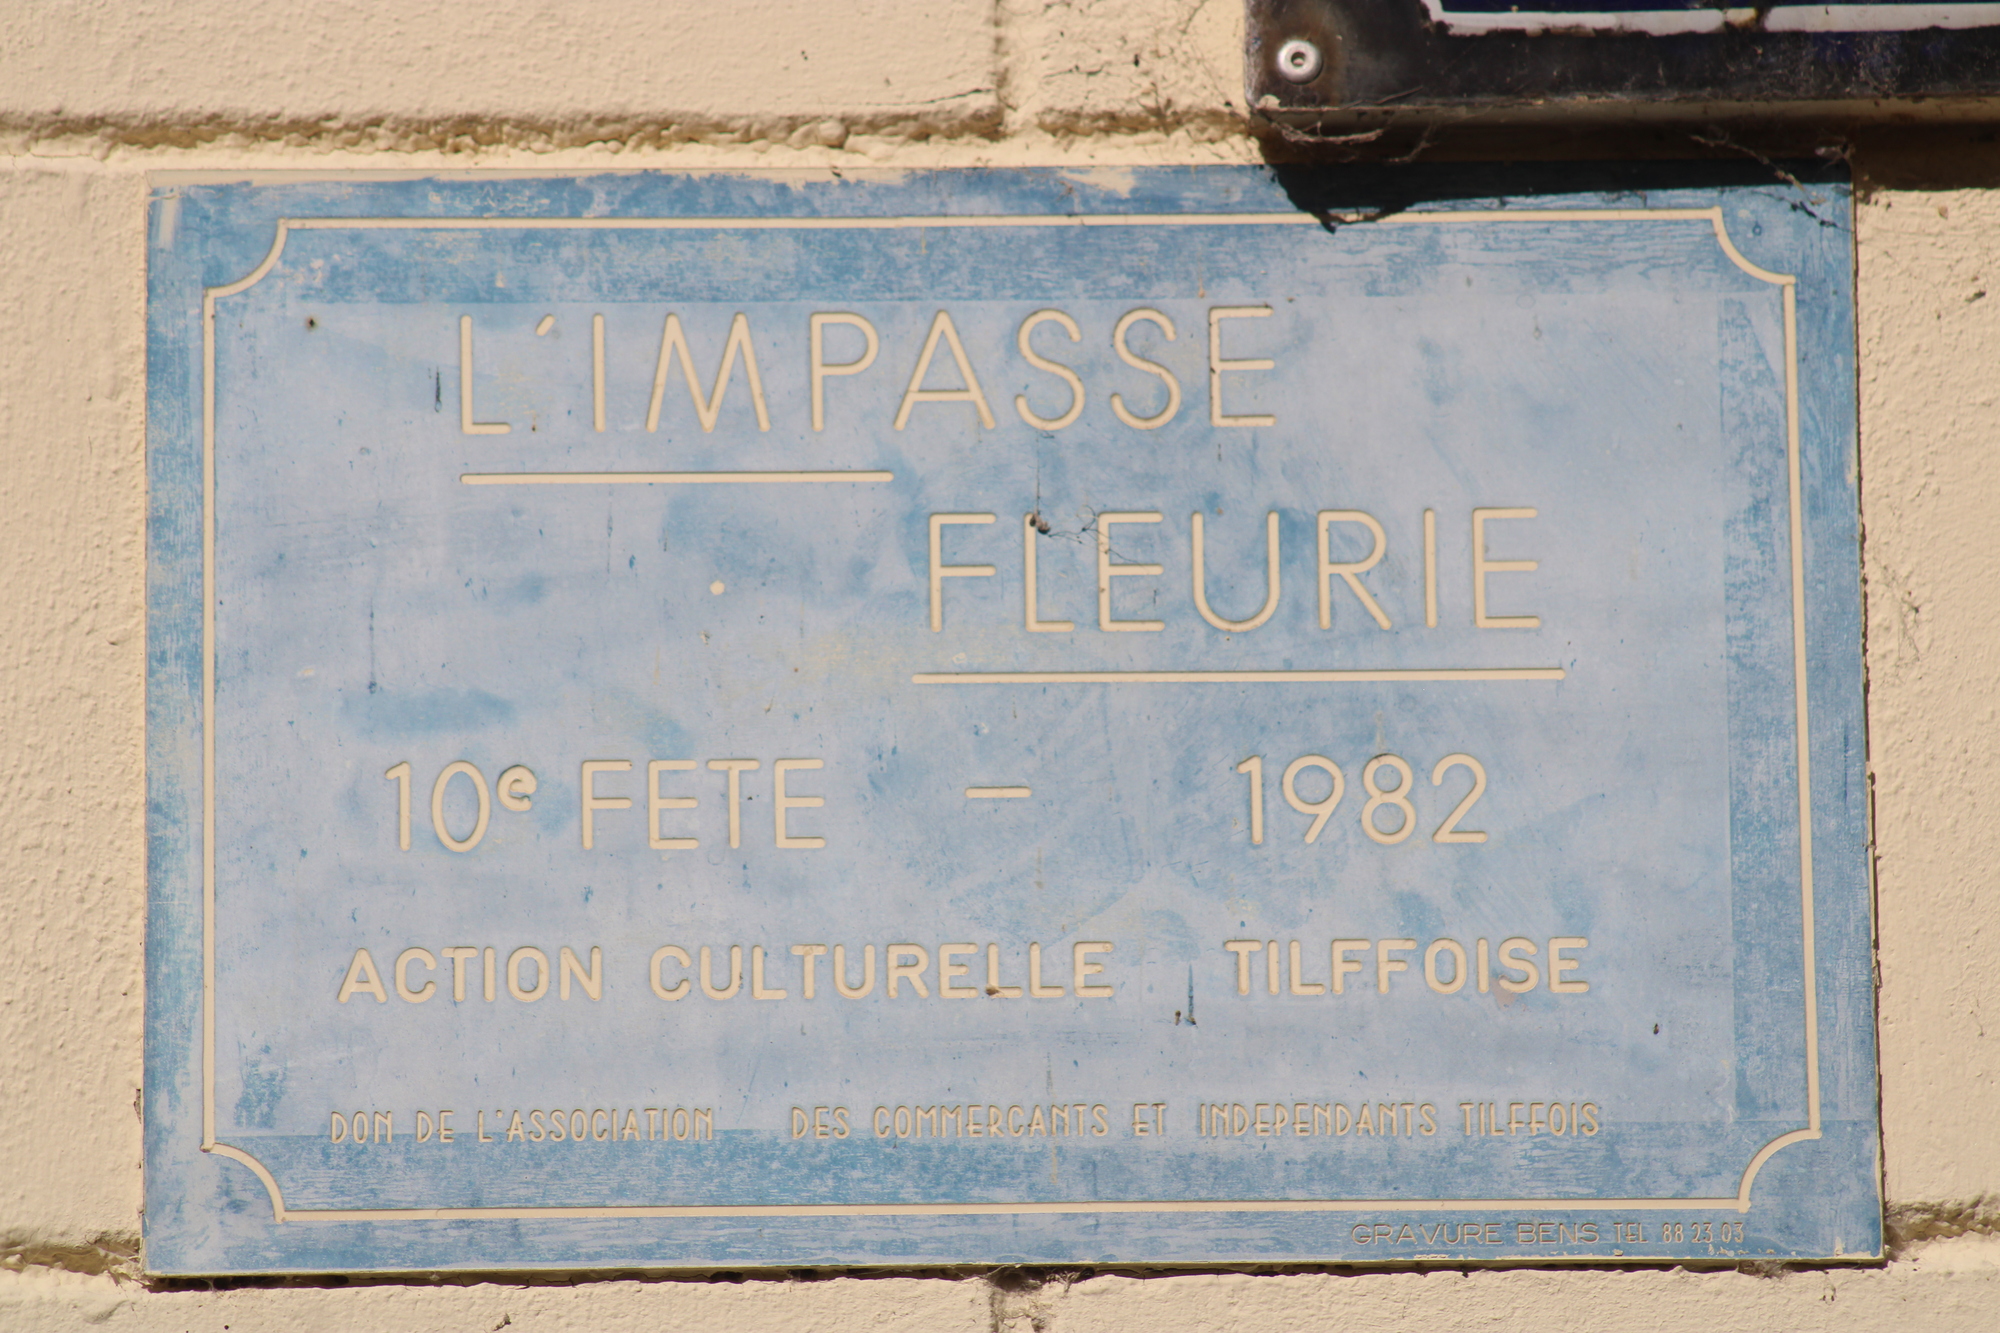 L'IMPASSE
FLEURIE
10e FETE - 1982
ACTION CULTURELLE TILFFOISE
DON DE L'ASSOCIATION DES COMMERCANTS ET INDEPENDANTS TILFFOIS
GRAVURE BENS TEL 88 23 03